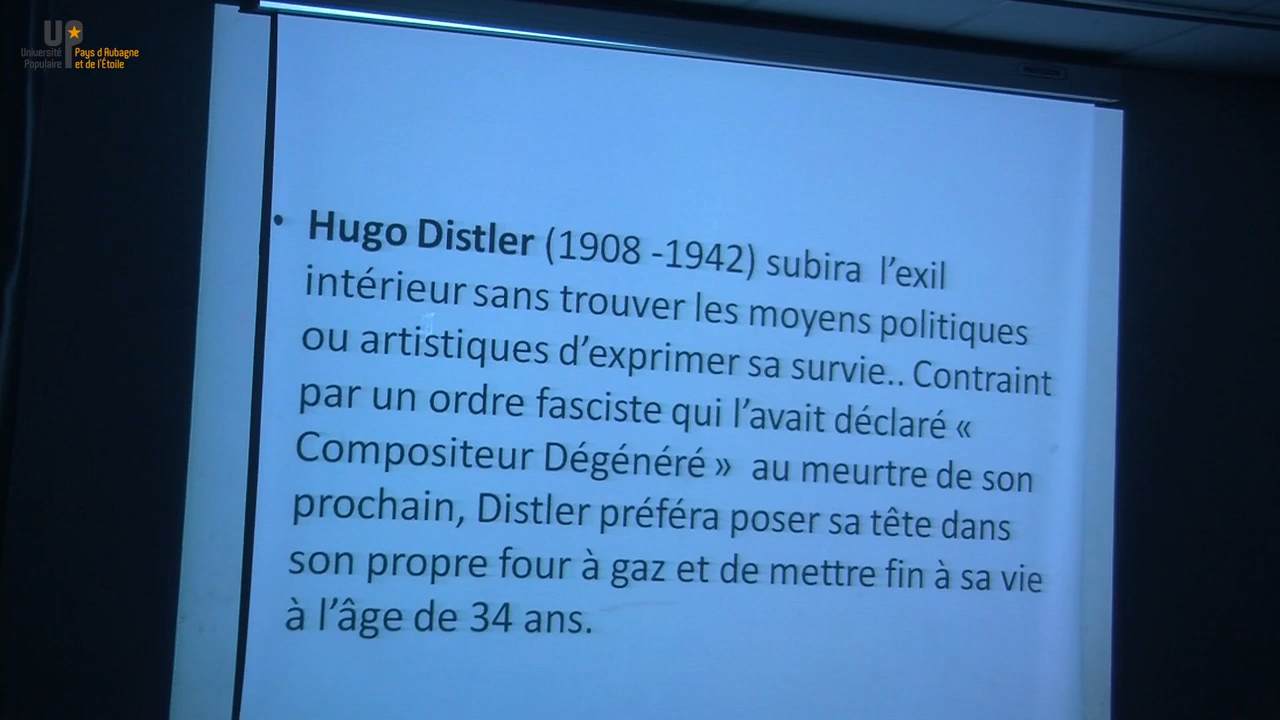 UP
Université
Populaire
Pays d'Aubagne
et de l'Étoile
• Hugo Distler (1908 -1942) subira l’exil
intérieur sans trouver les moyens politiques
ou artistiques d’exprimer sa survie.. Contraint
par un ordre fasciste qui l’avait déclaré «
Compositeur Dégénéré » au meurtre de son
prochain, Distler préféra poser sa tête dans
son propre four à gaz et de mettre fin à sa vie
à l’âge de 34 ans.